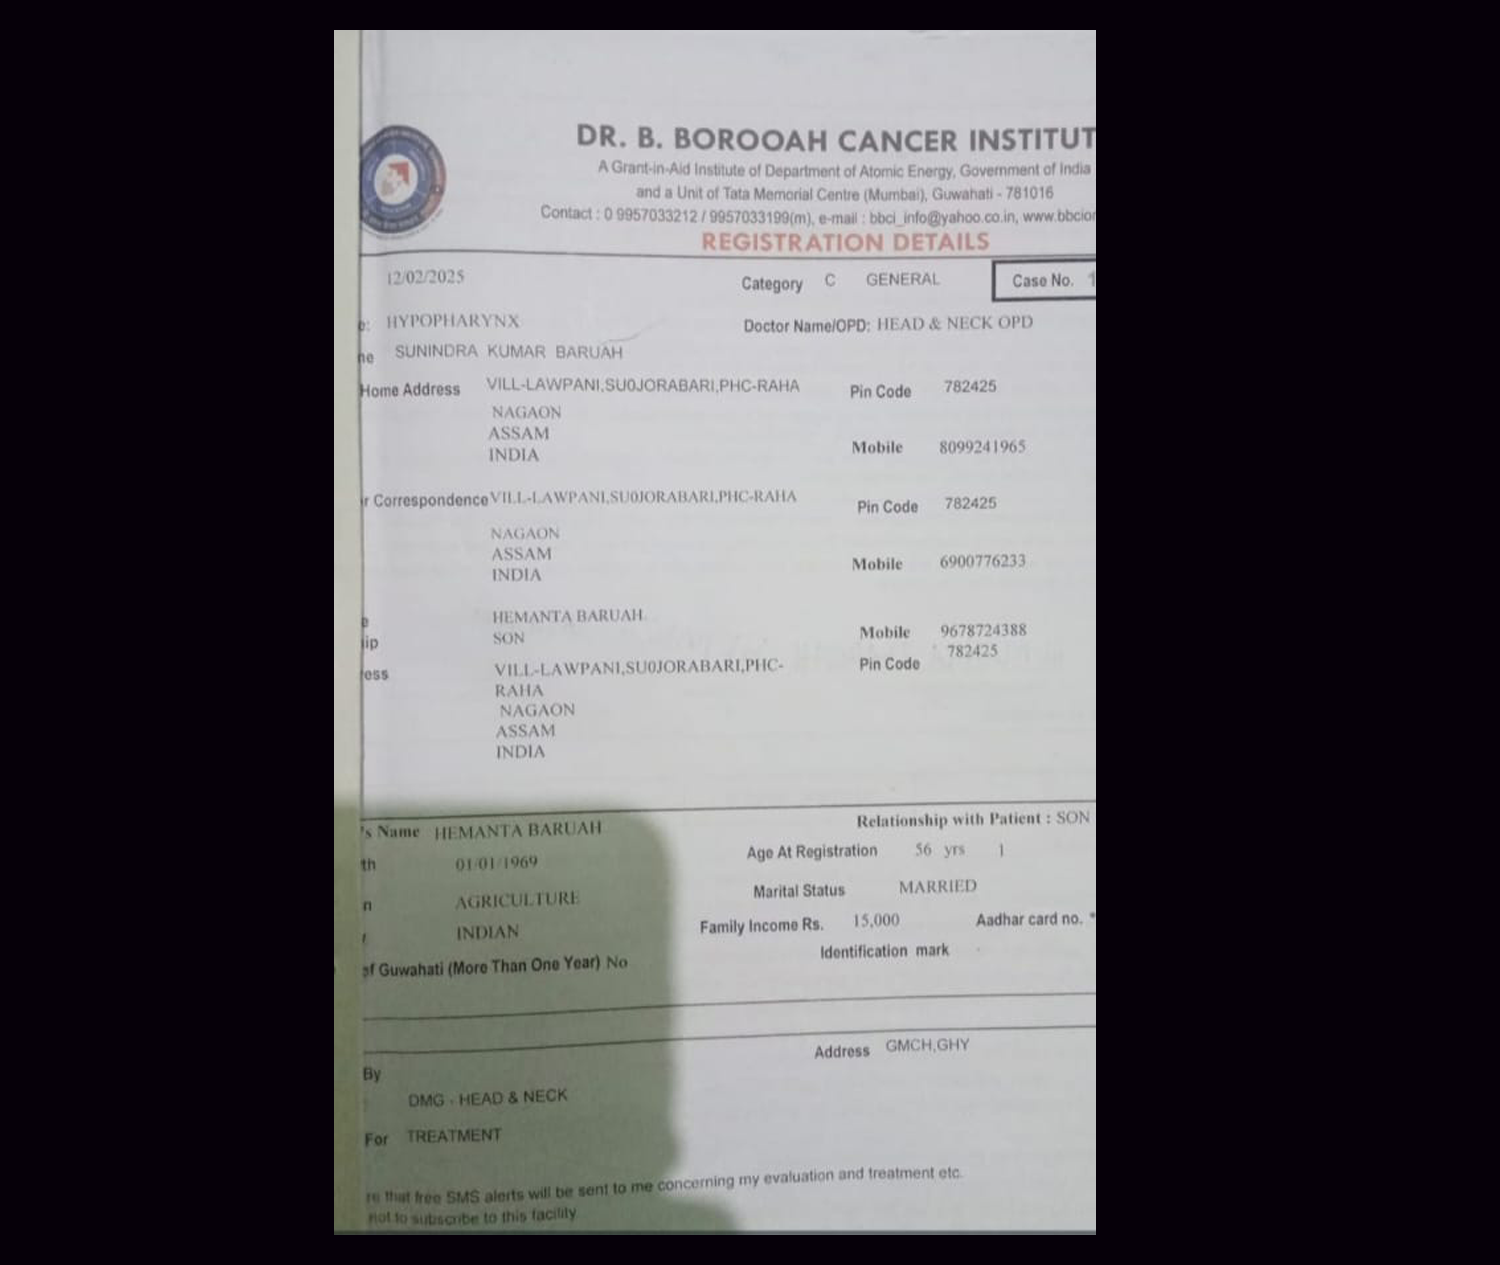 DR. B. BOROOAH CANCER INSTITUT
A Grant-in-Aid Institute of Department of Atomic Energy, Government of India
and a Unit of Tata Memorial Centre (Mumbai), Guwahati - 781016
Contact : 0 9957033212 / 9957033199(m), e-mail : bbci_info@yahoo.co.in, www.bbcior
REGISTRATION DETAILS
12/02/2025 Category C GENERAL Case No. 1
e: HYPOPHARYNX Doctor Name/OPD: HEAD & NECK OPD
ne SUNINDRA KUMAR BARUAH
Home Address VILL-LAWPANI,SU0JORABARI,PHC-RAHA Pin Code 782425
NAGAON
ASSAM
INDIA Mobile 8099241965
r Correspondence VILL-LAWPANI,SU0JORABARI,PHC-RAHA Pin Code 782425
NAGAON
ASSAM
INDIA Mobile 6900776233
e HEMANTA BARUAH Mobile 9678724388
ip SON
ess VILL-LAWPANI,SU0JORABARI,PHC- Pin Code 782425
RAHA
NAGAON
ASSAM
INDIA
's Name HEMANTA BARUAH Relationship with Patient : SON
th 01/01/1969 Age At Registration 56 yrs 1
n AGRICULTURE Marital Status MARRIED
INDIAN Family Income Rs. 15,000 Aadhar card no. *
of Guwahati (More Than One Year) No Identification mark
Address GMCH,GHY
By
DMG - HEAD & NECK
For TREATMENT
re that free SMS alerts will be sent to me concerning my evaluation and treatment etc.
not to subscribe to this facility